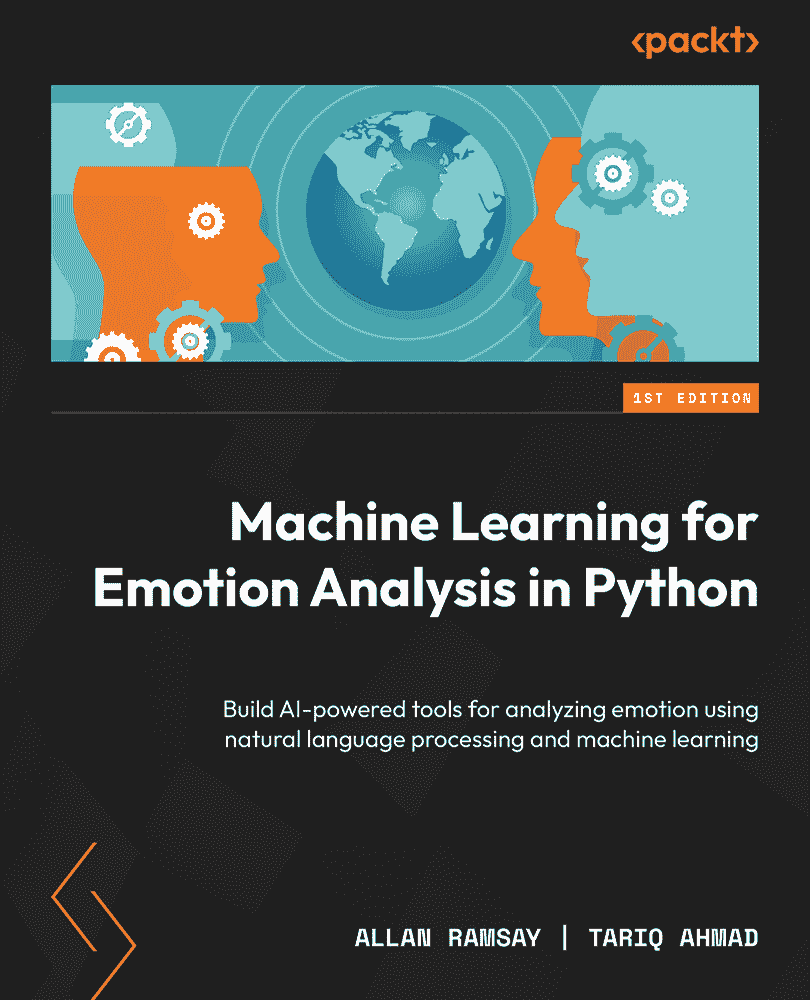 <packt>
1ST EDITION
Machine Learning for
Emotion Analysis in Python
Build AI-powered tools for analyzing emotion using
natural language processing and machine learning
ALLAN RAMSAY | TARIQ AHMAD